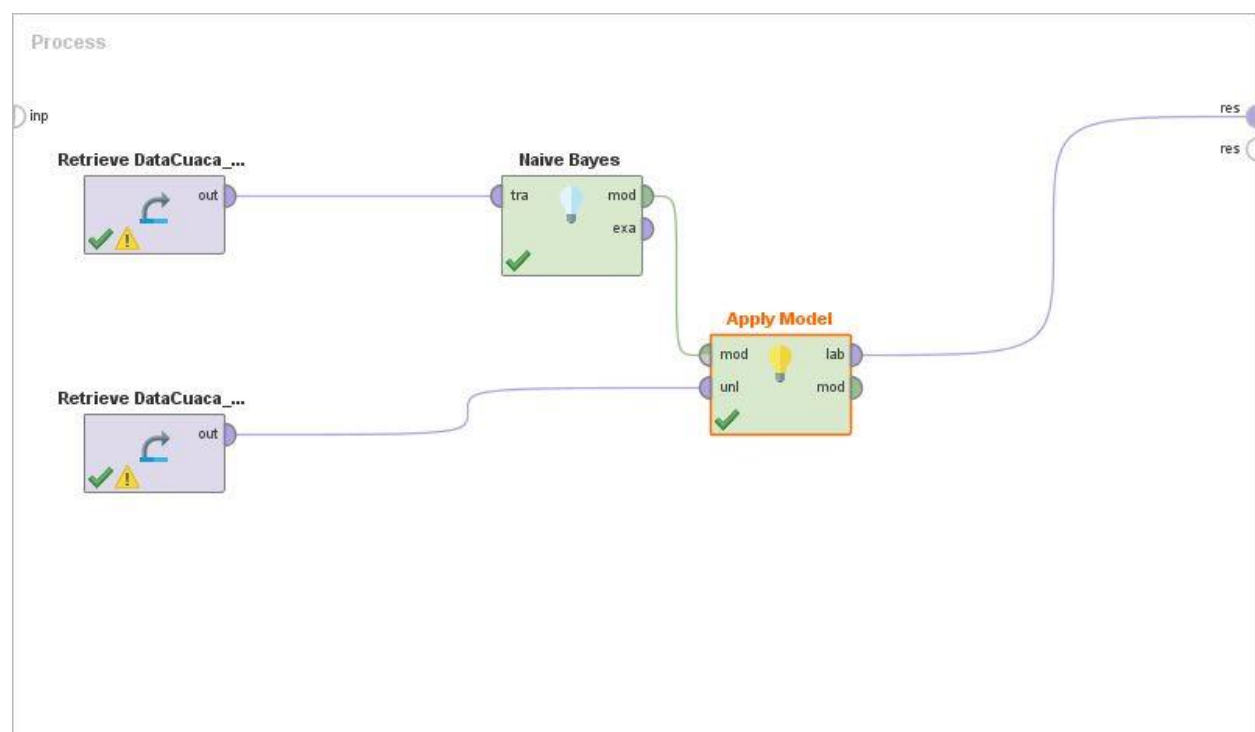 Process
inp
res
res
Retrieve DataCuaca_...
out
Naive Bayes
tra
mod
exa
Apply Model
mod
lab
unl
mod
Retrieve DataCuaca_...
out